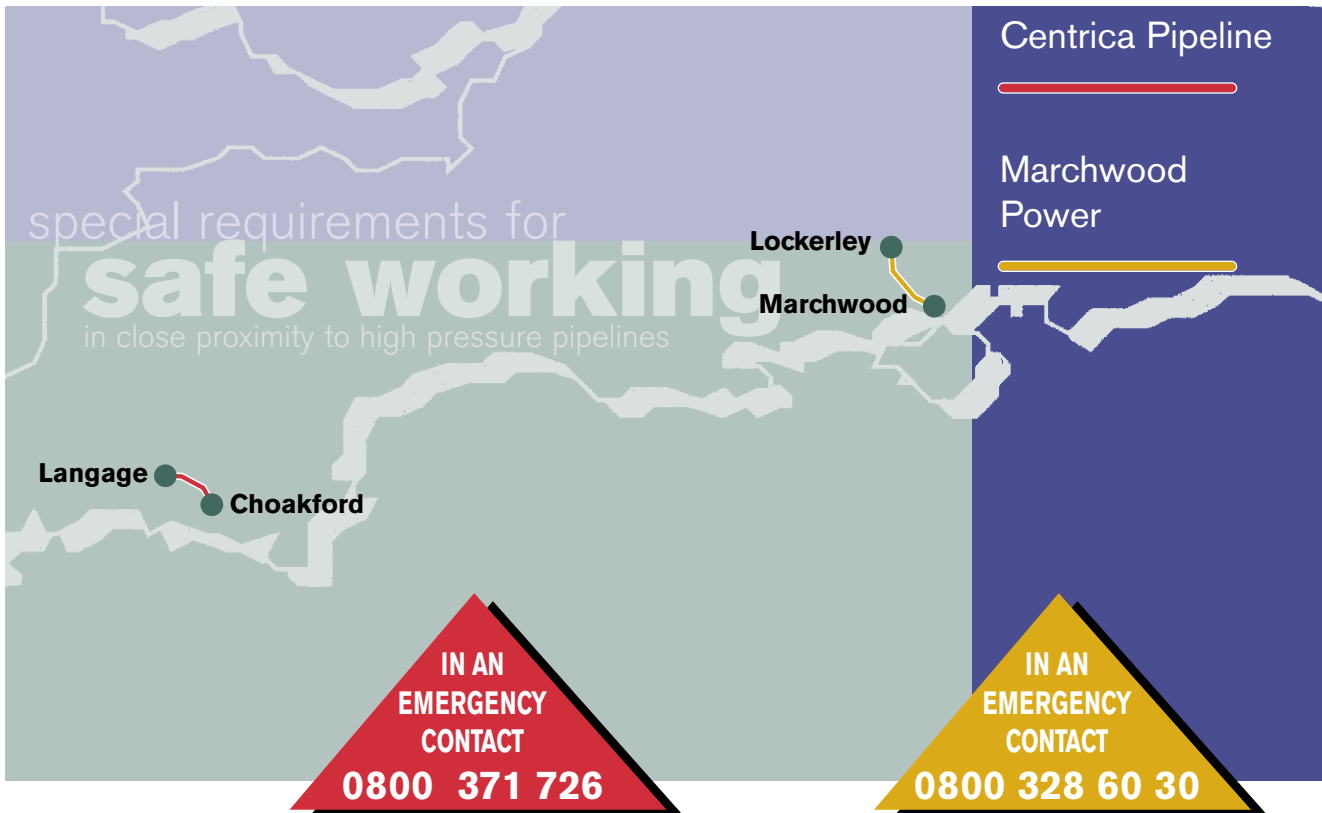 Centrica Pipeline
Marchwood
Power
special requirements for
safe working
in close proximity to high pressure pipelines
Lockerley
Marchwood
Langage
Choakford
IN AN
EMERGENCY
CONTACT
0800 371 726
IN AN
EMERGENCY
CONTACT
0800 328 60 30